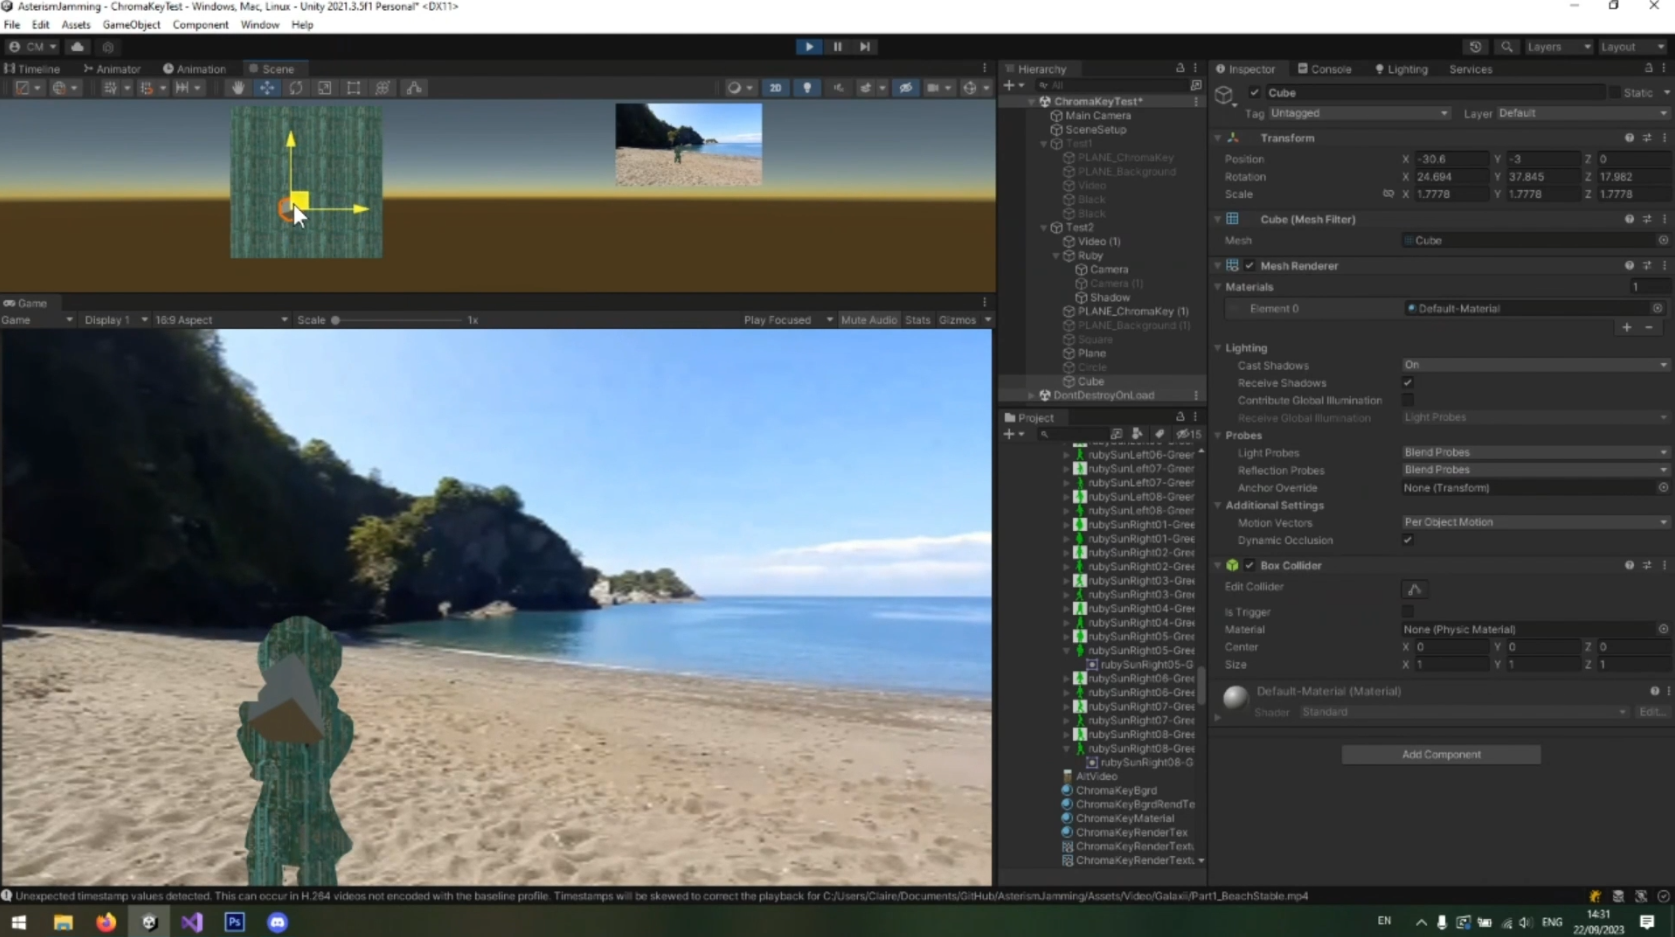 AsterismJamming - ChromaKeyTest - Windows, Mac, Linux - Unity 2021.3.5f1 Personal* <DX11>
File Edit Assets GameObject Component Window Help
CM Layers Layout
Timeline Animator Animation Scene
2D
Game
Game Display 1 16:9 Aspect Scale 1x Play Focused Mute Audio Stats Gizmos
Hierarchy
All
ChromaKeyTest*
Main Camera
SceneSetup
Test1
PLANE_ChromaKey
PLANE_Background
Video
Black
Black
Test2
Video (1)
Ruby
Camera
Camera (1)
Shadow
PLANE_ChromaKey (1)
PLANE_Background (1)
Square
Plane
Circle
Cube
DontDestroyOnLoad
Project
15
rubySunLeft06-Greer
rubySunLeft07-Greer
rubySunLeft07-Greer
rubySunLeft08-Greer
rubySunLeft08-Greer
rubySunRight01-Gree
rubySunRight01-Gree
rubySunRight02-Gree
rubySunRight02-Gree
rubySunRight03-Gree
rubySunRight03-Gree
rubySunRight04-Gree
rubySunRight04-Gree
rubySunRight05-Gree
rubySunRight05-Gree
rubySunRight05-G
rubySunRight06-Gree
rubySunRight06-Gree
rubySunRight07-Gree
rubySunRight07-Gree
rubySunRight08-Gree
rubySunRight08-Gree
rubySunRight08-G
AltVideo
ChromaKeyBgrd
ChromaKeyBgrdRendTe
ChromaKeyMaterial
ChromaKeyRenderTex
ChromaKeyRenderTextu
ChromaKeyRenderTextu
Inspector Console Lighting Services
Cube Static
Tag Untagged Layer Default
Transform
Position X -30.6 Y -3 Z 0
Rotation X 24.694 Y 37.845 Z 17.982
Scale X 1.7778 Y 1.7778 Z 1.7778
Cube (Mesh Filter)
Mesh Cube
Mesh Renderer
Materials 1
Element 0 Default-Material
Lighting
Cast Shadows On
Receive Shadows
Contribute Global Illumination
Receive Global Illumination Light Probes
Probes
Light Probes Blend Probes
Reflection Probes Blend Probes
Anchor Override None (Transform)
Additional Settings
Motion Vectors Per Object Motion
Dynamic Occlusion
Box Collider
Edit Collider
Is Trigger
Material None (Physic Material)
Center X 0 Y 0 Z 0
Size X 1 Y 1 Z 1
Default-Material (Material)
Shader Standard Edit...
Add Component
Unexpected timestamp values detected. This can occur in H.264 videos not encoded with the baseline profile. Timestamps will be skewed to correct the playback for C:/Users/Claire/Documents/GitHub/AsterismJamming/Assets/Video/Galaxii/Part1_BeachStable.mp4
Ps EN ENG 14:31
22/09/2023